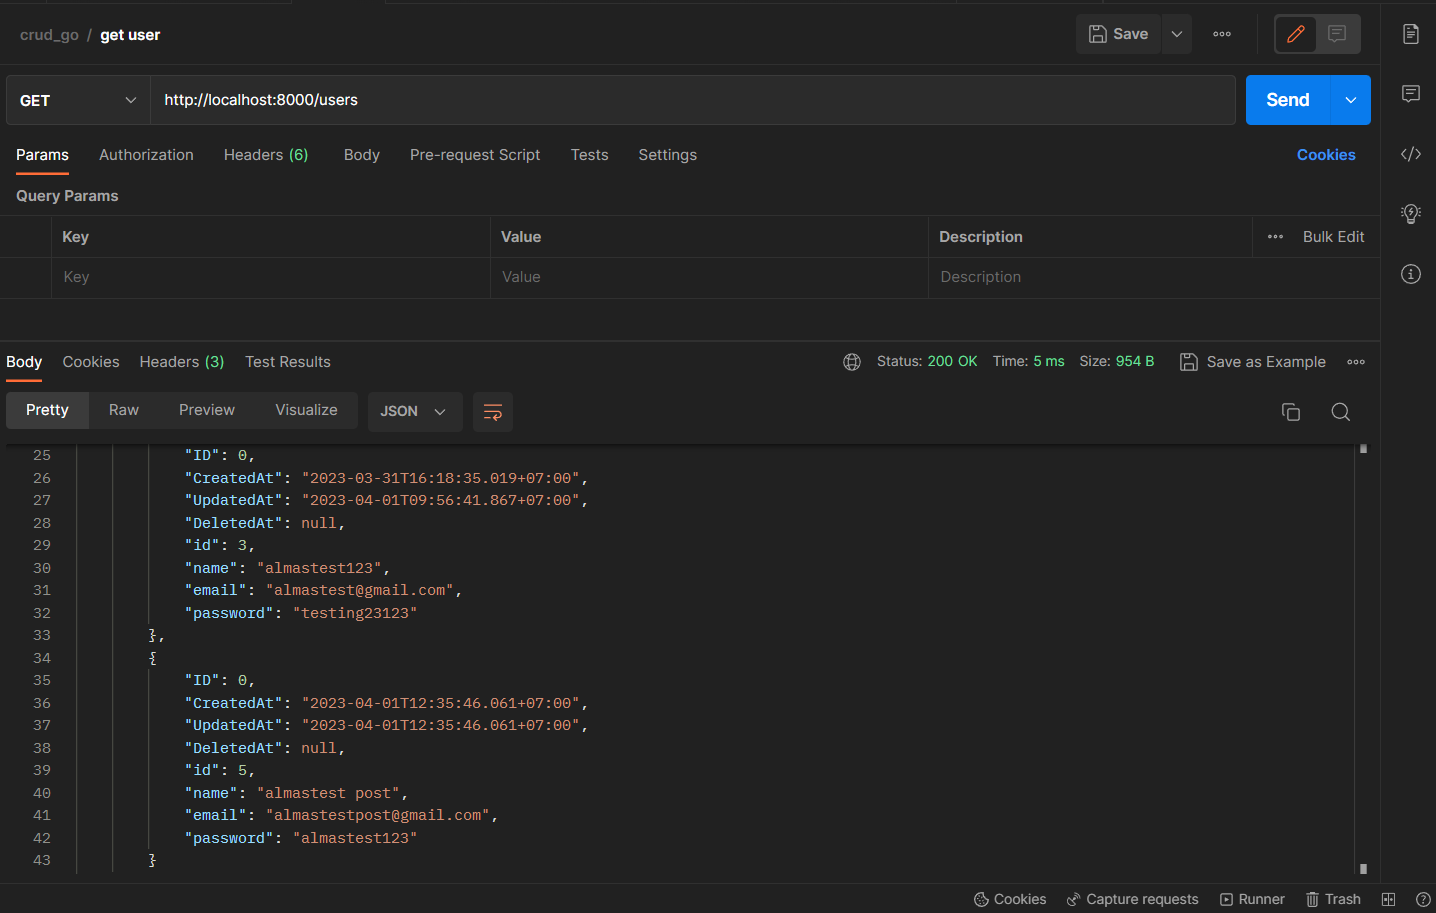 crud_go / get user
Save
GET http://localhost:8000/users Send
Params Authorization Headers (6) Body Pre-request Script Tests Settings Cookies
Query Params
Key Value Description Bulk Edit
Key Value Description
Body Cookies Headers (3) Test Results Status: 200 OK Time: 5 ms Size: 954 B Save as Example
Pretty Raw Preview Visualize JSON
25 "ID": 0,
26 "CreatedAt": "2023-03-31T16:18:35.019+07:00",
27 "UpdatedAt": "2023-04-01T09:56:41.867+07:00",
28 "DeletedAt": null,
29 "id": 3,
30 "name": "almastest123",
31 "email": "almastest@gmail.com",
32 "password": "testing23123"
33 },
34 {
35 "ID": 0,
36 "CreatedAt": "2023-04-01T12:35:46.061+07:00",
37 "UpdatedAt": "2023-04-01T12:35:46.061+07:00",
38 "DeletedAt": null,
39 "id": 5,
40 "name": "almastest post",
41 "email": "almastestpost@gmail.com",
42 "password": "almastest123"
43 }
Cookies Capture requests Runner Trash